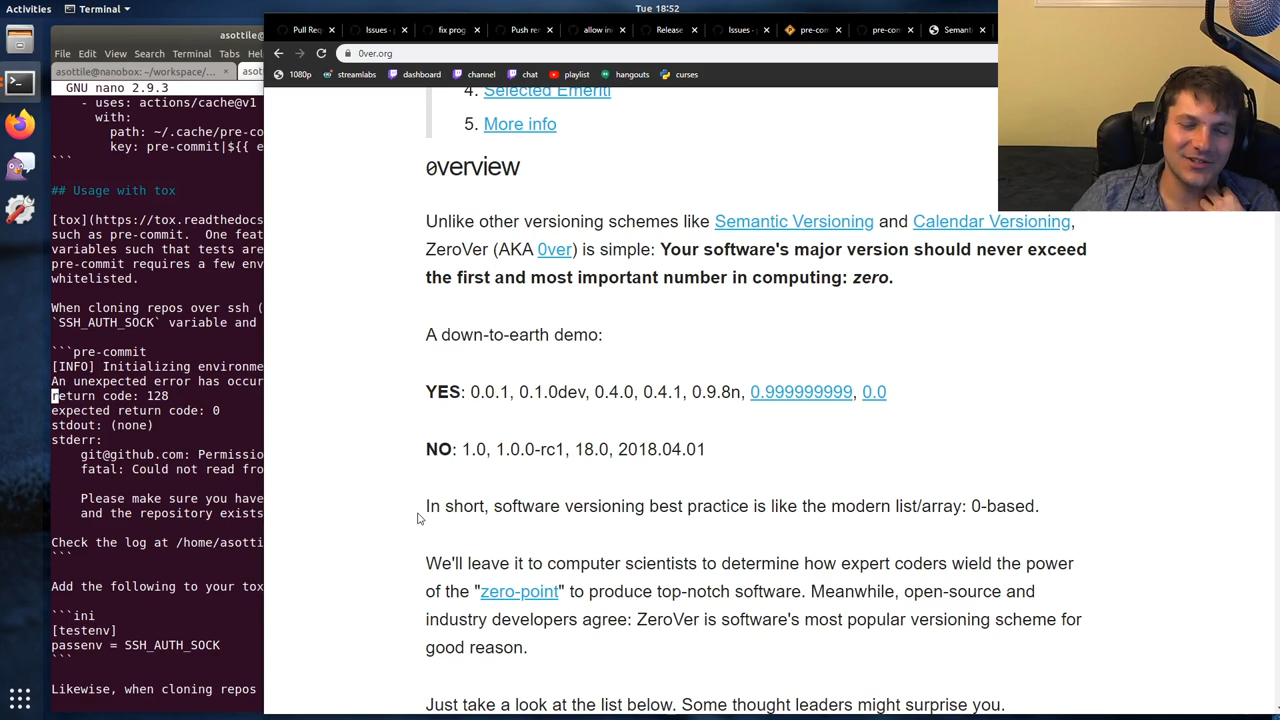 Activities
Terminal
Tue 18:52
asottile@
File Edit View Search Terminal Tabs He
asottile@nanobox: ~/workspace/... × asot
GNU nano 2.9.3
- uses: actions/cache@v1
with:
path: ~/.cache/pre-co
key: pre-commit|${{ e
```
## Usage with tox
[tox](https://tox.readthedocs
such as pre-commit. One feat
variables such that tests are
pre-commit requires a few env
whitelisted.
When cloning repos over ssh (
`SSH_AUTH_SOCK` variable and
```pre-commit
[INFO] Initializing environme
An unexpected error has occur
return code: 128
expected return code: 0
stdout: (none)
stderr:
git@github.com: Permissio
fatal: Could not read fro
Please make sure you have
and the repository exists
Check the log at /home/asotti
```
Add the following to your tox
```ini
[testenv]
passenv = SSH_AUTH_SOCK
```
Likewise, when cloning repos
Pull Req × Issues · × fix prog × Push re × allow in × Release × Issues · × pre-com × pre-com × Semanti
0ver.org
1080p streamlabs dashboard channel chat playlist hangouts curses
4. Selected Emeriti
5. More info
0verview
Unlike other versioning schemes like Semantic Versioning and Calendar Versioning,
ZeroVer (AKA 0ver) is simple: Your software's major version should never exceed
the first and most important number in computing: zero.
A down-to-earth demo:
YES: 0.0.1, 0.1.0dev, 0.4.0, 0.4.1, 0.9.8n, 0.999999999, 0.0
NO: 1.0, 1.0.0-rc1, 18.0, 2018.04.01
In short, software versioning best practice is like the modern list/array: 0-based.
We'll leave it to computer scientists to determine how expert coders wield the power
of the "zero-point" to produce top-notch software. Meanwhile, open-source and
industry developers agree: ZeroVer is software's most popular versioning scheme for
good reason.
Just take a look at the list below. Some thought leaders might surprise you.